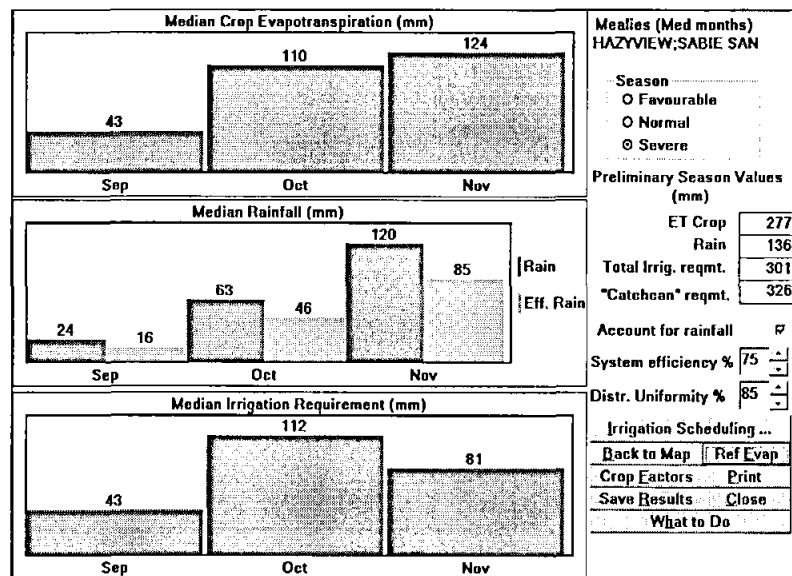 Median Crop Evapotranspiration (mm)
43
110
124
Sep Oct Nov
Median Rainfall (mm)
24
16
63
46
120
85
Rain
Eff. Rain
Sep Oct Nov
Median Irrigation Requirement (mm)
43
112
81
Sep Oct Nov
Mealies (Med months)
HAZYVIEW;SABIE SAN
Season
Favourable
Normal
Severe
Preliminary Season Values
(mm)
ET Crop 277
Rain 136
Total Irrig. reqmt. 301
"Catchcan" reqmt. 326
Account for rainfall
System efficiency % 75
Distr. Uniformity % 85
Irrigation Scheduling ...
Back to Map Ref Evap
Crop Factors Print
Save Results Close
What to Do